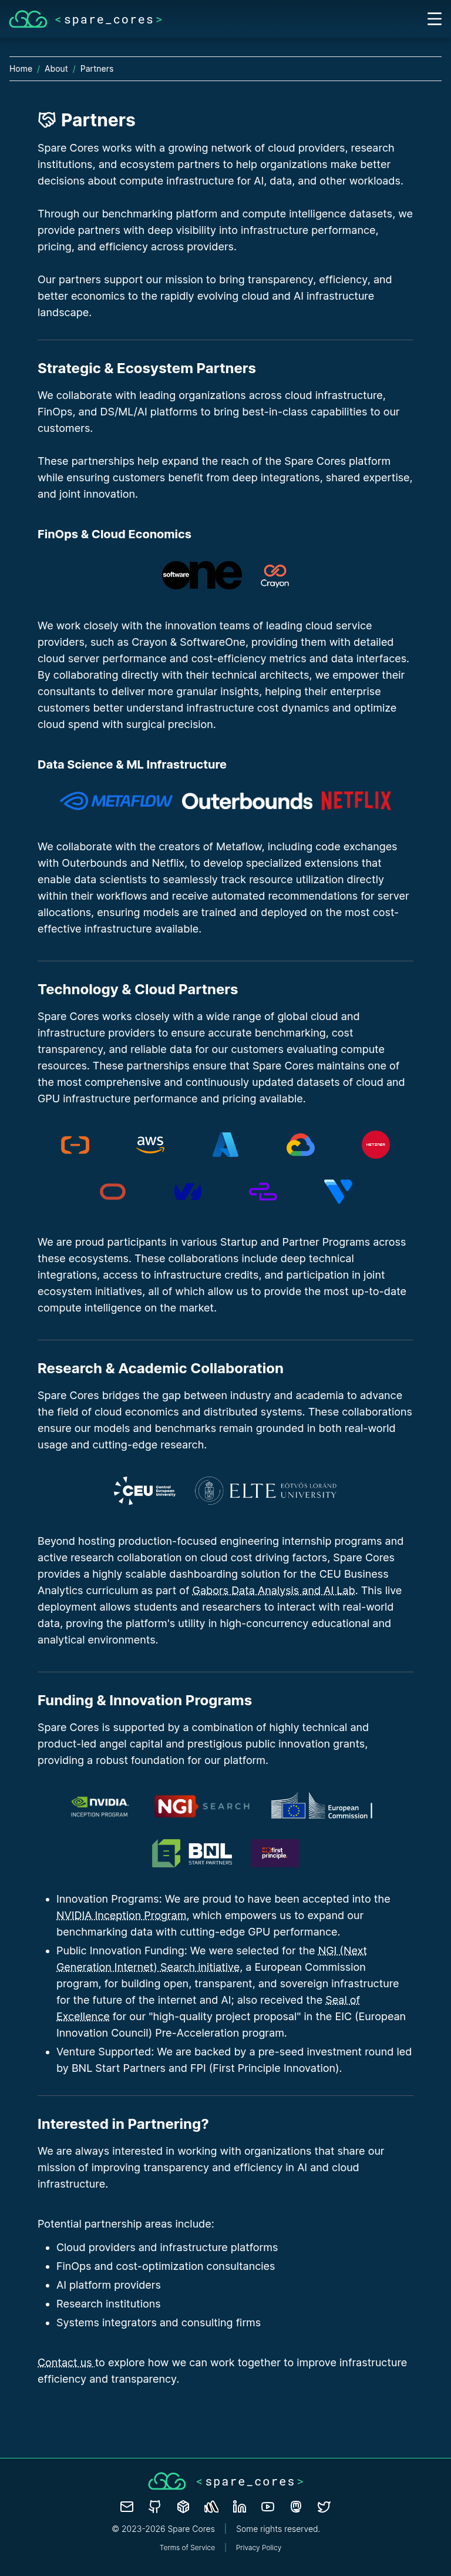 <spare_cores>
Home / About / Partners
Partners
Spare Cores works with a growing network of cloud providers, research
institutions, and ecosystem partners to help organizations make better
decisions about compute infrastructure for AI, data, and other workloads.
Through our benchmarking platform and compute intelligence datasets, we
provide partners with deep visibility into infrastructure performance,
pricing, and efficiency across providers.
Our partners support our mission to bring transparency, efficiency, and
better economics to the rapidly evolving cloud and AI infrastructure
landscape.
Strategic & Ecosystem Partners
We collaborate with leading organizations across cloud infrastructure,
FinOps, and DS/ML/AI platforms to bring best-in-class capabilities to our
customers.
These partnerships help expand the reach of the Spare Cores platform
while ensuring customers benefit from deep integrations, shared expertise,
and joint innovation.
FinOps & Cloud Economics
software one Crayon
We work closely with the innovation teams of leading cloud service
providers, such as Crayon & SoftwareOne, providing them with detailed
cloud server performance and cost-efficiency metrics and data interfaces.
By collaborating directly with their technical architects, we empower their
consultants to deliver more granular insights, helping their enterprise
customers better understand infrastructure cost dynamics and optimize
cloud spend with surgical precision.
Data Science & ML Infrastructure
METAFLOW Outerbounds NETFLIX
We collaborate with the creators of Metaflow, including code exchanges
with Outerbounds and Netflix, to develop specialized extensions that
enable data scientists to seamlessly track resource utilization directly
within their workflows and receive automated recommendations for server
allocations, ensuring models are trained and deployed on the most cost-
effective infrastructure available.
Technology & Cloud Partners
Spare Cores works closely with a wide range of global cloud and
infrastructure providers to ensure accurate benchmarking, cost
transparency, and reliable data for our customers evaluating compute
resources. These partnerships ensure that Spare Cores maintains one of
the most comprehensive and continuously updated datasets of cloud and
GPU infrastructure performance and pricing available.
aws HETZNER
We are proud participants in various Startup and Partner Programs across
these ecosystems. These collaborations include deep technical
integrations, access to infrastructure credits, and participation in joint
ecosystem initiatives, all of which allow us to provide the most up-to-date
compute intelligence on the market.
Research & Academic Collaboration
Spare Cores bridges the gap between industry and academia to advance
the field of cloud economics and distributed systems. These collaborations
ensure our models and benchmarks remain grounded in both real-world
usage and cutting-edge research.
CEU Central European University ELTE EÖTVÖS LORÁND UNIVERSITY
Beyond hosting production-focused engineering internship programs and
active research collaboration on cloud cost driving factors, Spare Cores
provides a highly scalable dashboarding solution for the CEU Business
Analytics curriculum as part of Gabors Data Analysis and AI Lab. This live
deployment allows students and researchers to interact with real-world
data, proving the platform's utility in high-concurrency educational and
analytical environments.
Funding & Innovation Programs
Spare Cores is supported by a combination of highly technical and
product-led angel capital and prestigious public innovation grants,
providing a robust foundation for our platform.
NVIDIA. INCEPTION PROGRAM NGI SEARCH European Commission
BNL START PARTNERS first principle.
Innovation Programs: We are proud to have been accepted into the
NVIDIA Inception Program, which empowers us to expand our
benchmarking data with cutting-edge GPU performance.
Public Innovation Funding: We were selected for the NGI (Next
Generation Internet) Search initiative, a European Commission
program, for building open, transparent, and sovereign infrastructure
for the future of the internet and AI; also received the Seal of
Excellence for our "high-quality project proposal" in the EIC (European
Innovation Council) Pre-Acceleration program.
Venture Supported: We are backed by a pre-seed investment round led
by BNL Start Partners and FPI (First Principle Innovation).
Interested in Partnering?
We are always interested in working with organizations that share our
mission of improving transparency and efficiency in AI and cloud
infrastructure.
Potential partnership areas include:
Cloud providers and infrastructure platforms
FinOps and cost-optimization consultancies
AI platform providers
Research institutions
Systems integrators and consulting firms
Contact us to explore how we can work together to improve infrastructure
efficiency and transparency.
<spare_cores>
© 2023-2026 Spare Cores | Some rights reserved.
Terms of Service | Privacy Policy